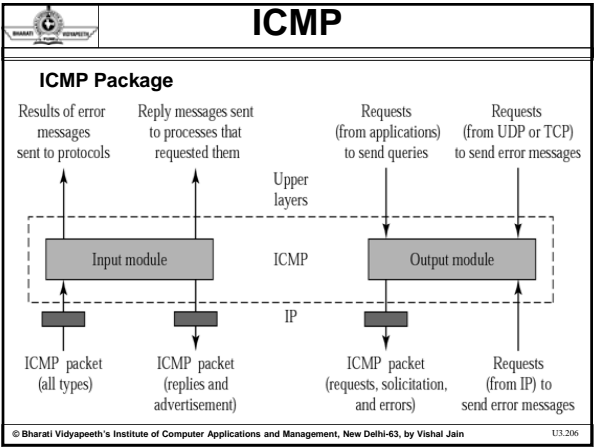 BHARATI VIDYAPEETH
ICMP
ICMP Package
Results of error
messages
sent to protocols
Reply messages sent
to processes that
requested them
Requests
(from applications)
to send queries
Requests
(from UDP or TCP)
to send error messages
Upper
layers
Input module
ICMP
Output module
IP
ICMP packet
(all types)
ICMP packet
(replies and
advertisement)
ICMP packet
(requests, solicitation,
and errors)
Requests
(from IP) to
send error messages
© Bharati Vidyapeeth's Institute of Computer Applications and Management, New Delhi-63, by Vishal Jain
U3.206